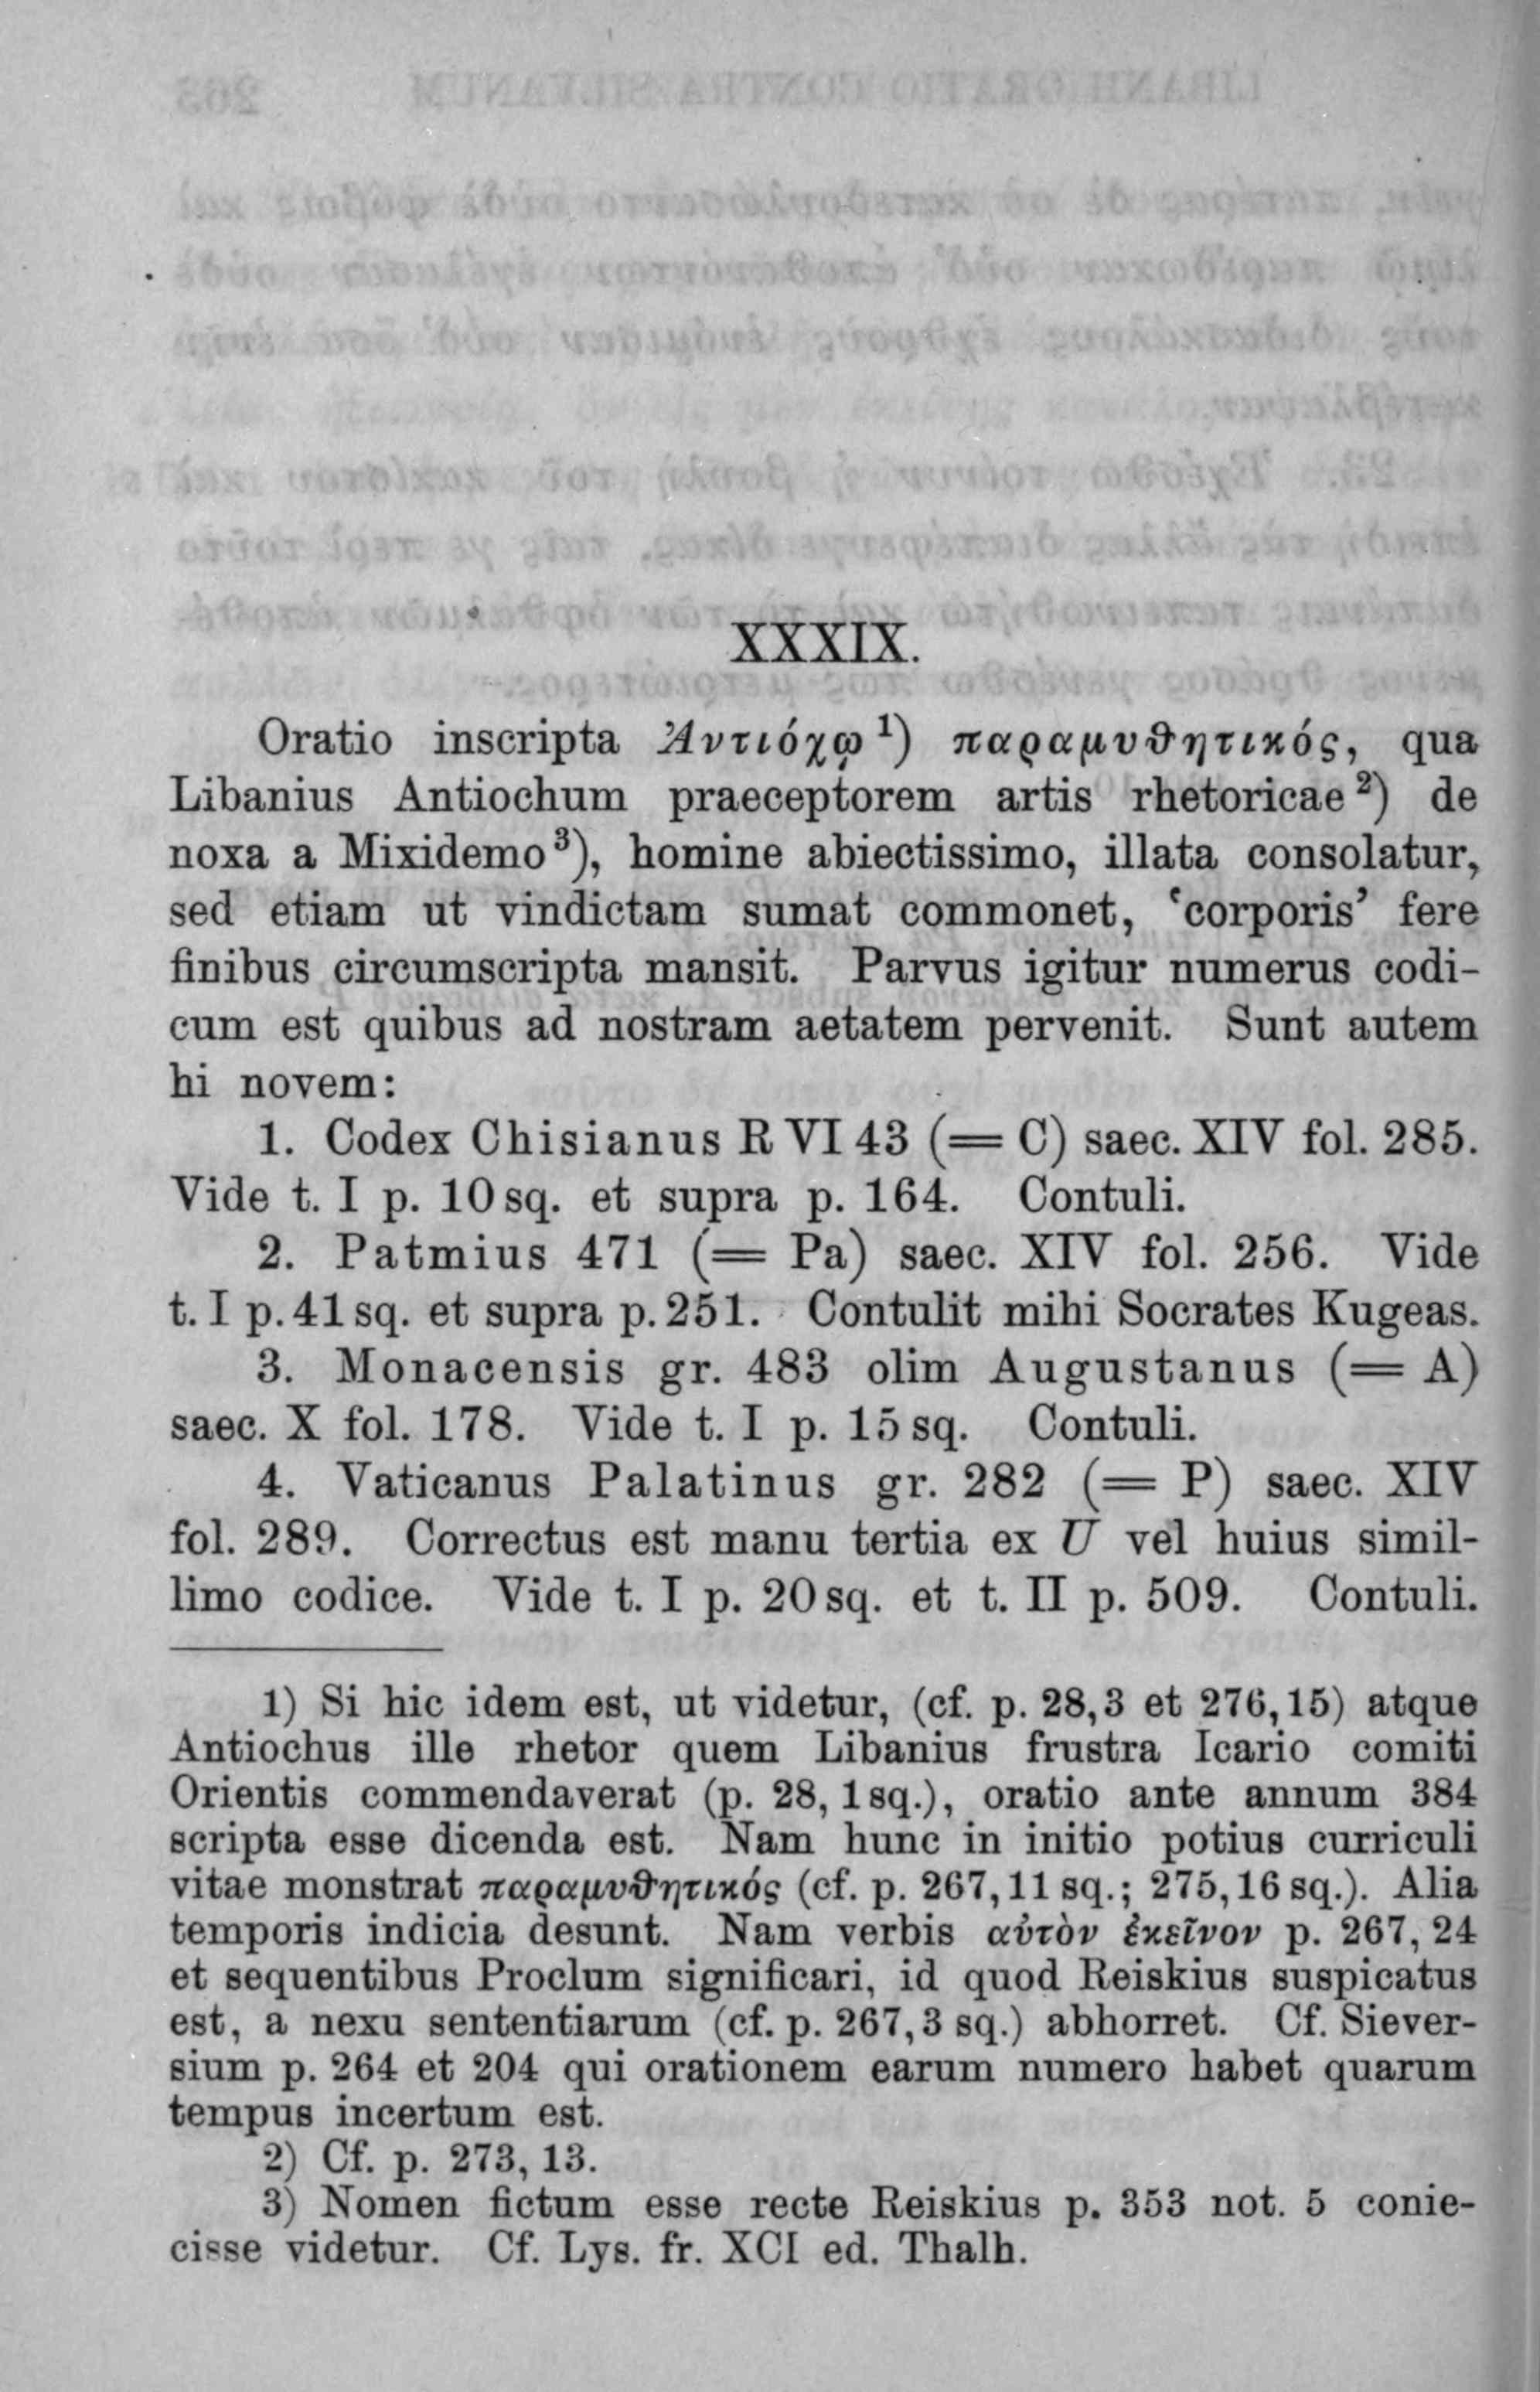 XXXIX.
Oratio inscripta Ἀντιόχῳ ¹) παραμυθητικός, qua
Libanius Antiochum praeceptorem artis rhetoricae ²) de
noxa a Mixidemo ³), homine abiectissimo, illata consolatur,
sed etiam ut vindictam sumat commonet, ‘corporis’ fere
finibus circumscripta mansit. Parvus igitur numerus codi-
cum est quibus ad nostram aetatem pervenit. Sunt autem
hi novem:
1. Codex Chisianus R VI 43 (= C) saec. XIV fol. 285.
Vide t. I p. 10 sq. et supra p. 164. Contuli.
2. Patmius 471 (= Pa) saec. XIV fol. 256. Vide
t. I p. 41 sq. et supra p. 251. Contulit mihi Socrates Kugeas.
3. Monacensis gr. 483 olim Augustanus (= A)
saec. X fol. 178. Vide t. I p. 15 sq. Contuli.
4. Vaticanus Palatinus gr. 282 (= P) saec. XIV
fol. 289. Correctus est manu tertia ex U vel huius simil-
limo codice. Vide t. I p. 20 sq. et t. II p. 509. Contuli.
1) Si hic idem est, ut videtur, (cf. p. 28,3 et 276,15) atque
Antiochus ille rhetor quem Libanius frustra Icario comiti
Orientis commendaverat (p. 28, 1 sq.), oratio ante annum 384
scripta esse dicenda est. Nam hunc in initio potius curriculi
vitae monstrat παραμυθητικός (cf. p. 267,11 sq.; 275,16 sq.). Alia
temporis indicia desunt. Nam verbis αὐτὸν ἐκεῖνον p. 267, 24
et sequentibus Proclum significari, id quod Reiskius suspicatus
est, a nexu sententiarum (cf. p. 267,3 sq.) abhorret. Cf. Siever-
sium p. 264 et 204 qui orationem earum numero habet quarum
tempus incertum est.
2) Cf. p. 273, 13.
3) Nomen fictum esse recte Reiskius p. 353 not. 5 conie-
cisse videtur. Cf. Lys. fr. XCI ed. Thalh.